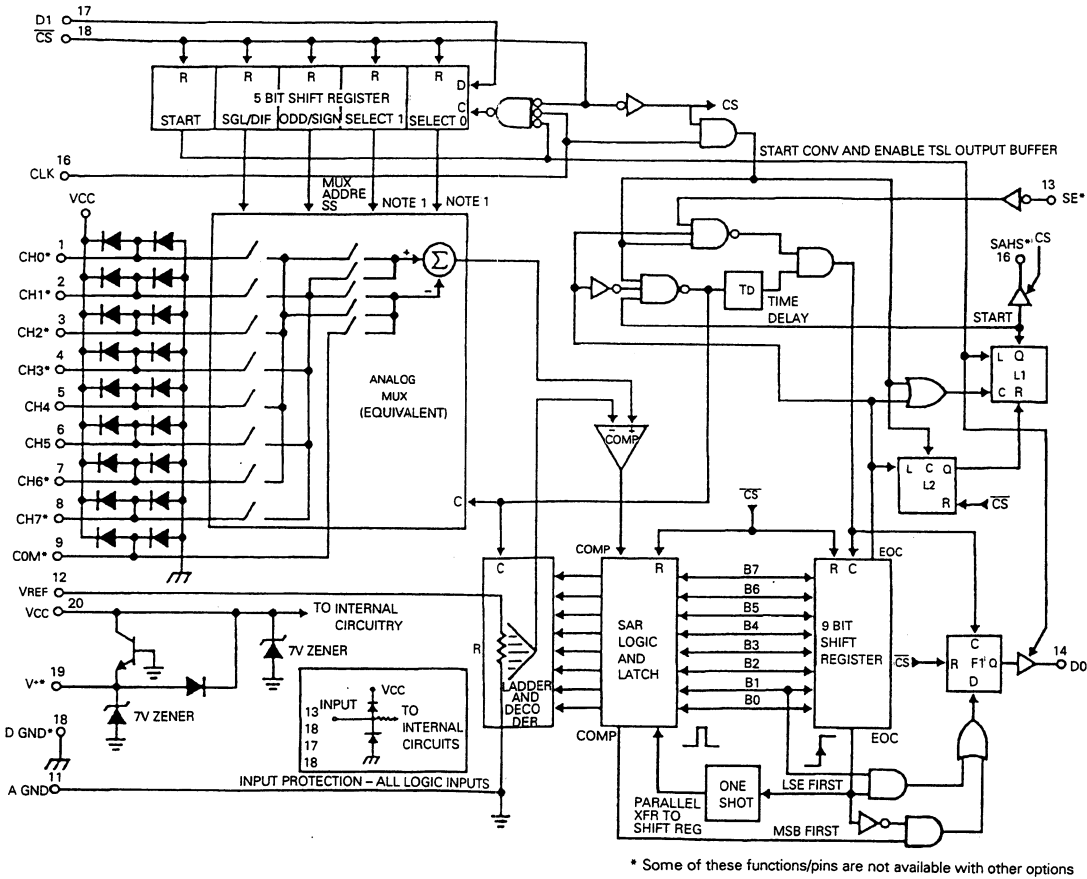 D1 17
CS 18
R R R R R
D
5 BIT SHIFT REGISTER
C
START SGL/DIF ODD/SIGN SELECT 1 SELECT 0
CS
START CONV AND ENABLE TSL OUTPUT BUFFER
16
CLK
MUX
ADDRE
SS
NOTE 1 NOTE 1
VCC
13
SE*
1
CH0*
2
CH1*
3
CH2*
4
CH3*
5
CH4
6
CH5
7
CH6*
8
CH7*
9
C0M*
+
Σ
−
ANALOG
MUX
(EQUIVALENT)
C
TD
TIME
DELAY
SAHS*
16
CS
START
L Q
L1
C R
− +
COMP
L C Q
L2
R
CS
CS
COMP
EOC
12
VREF
20
VCC
TO INTERNAL
CIRCUITRY
7V ZENER
19
V+*
7V ZENER
18
D GND*
11
A GND
C
R
LADDER
AND
DECO
DER
R
SAR
LOGIC
AND
LATCH
B7
B6
B5
B4
B3
B2
B1
B0
R C
9 BIT
SHIFT
REGISTER
CS
C
R F1 Q
D
14
D0
VCC
INPUT
13
18
17
18
TO
INTERNAL
CIRCUITS
INPUT PROTECTION – ALL LOGIC INPUTS
COMP
EOC
PARALLEL
XFR TO
SHIFT REG
ONE
SHOT
LSE FIRST
MSB FIRST
* Some of these functions/pins are not available with other options